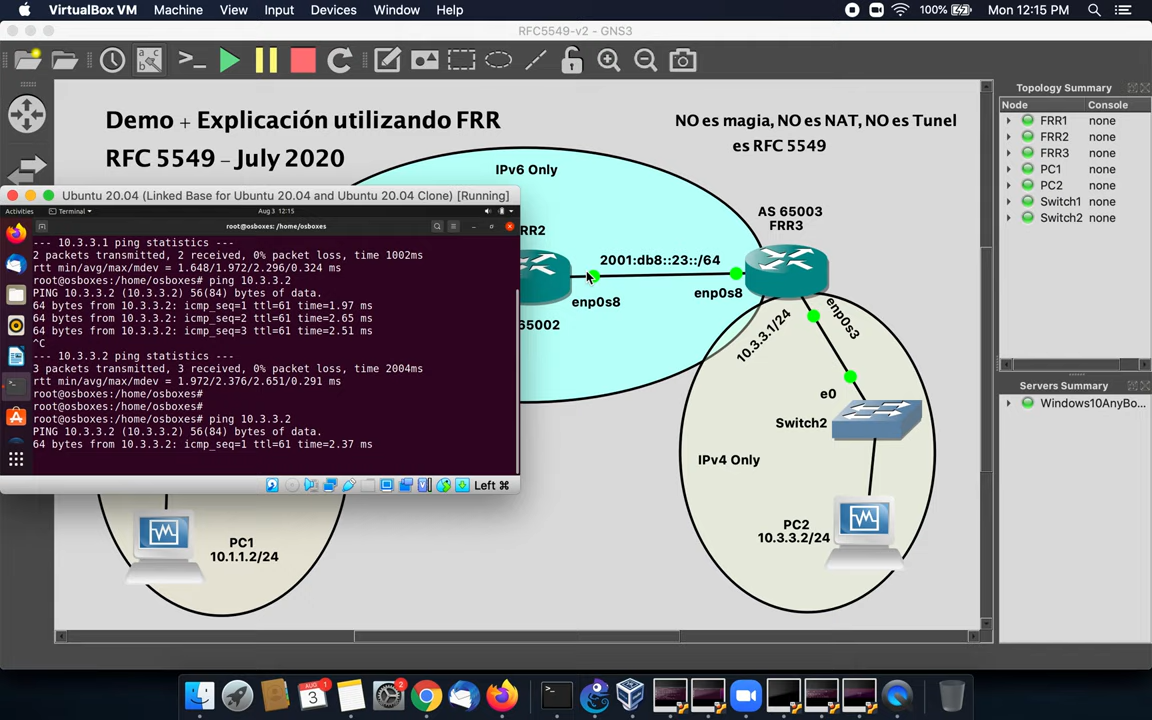 VirtualBox VM Machine View Input Devices Window Help 100% Mon 12:15 PM
RFC5549-v2 - GNS3
Demo + Explicación utilizando FRR
RFC 5549 – July 2020
NO es magia, NO es NAT, NO es Tunel
es RFC 5549
IPv6 Only
Ubuntu 20.04 (Linked Base for Ubuntu 20.04 and Ubuntu 20.04 Clone) [Running]
Activities Terminal Aug 3 12:15
root@osboxes: /home/osboxes
--- 10.3.3.1 ping statistics ---
2 packets transmitted, 2 received, 0% packet loss, time 1002ms
rtt min/avg/max/mdev = 1.648/1.972/2.296/0.324 ms
root@osboxes:/home/osboxes# ping 10.3.3.2
PING 10.3.3.2 (10.3.3.2) 56(84) bytes of data.
64 bytes from 10.3.3.2: icmp_seq=1 ttl=61 time=1.97 ms
64 bytes from 10.3.3.2: icmp_seq=2 ttl=61 time=2.65 ms
64 bytes from 10.3.3.2: icmp_seq=3 ttl=61 time=2.51 ms
^C
--- 10.3.3.2 ping statistics ---
3 packets transmitted, 3 received, 0% packet loss, time 2004ms
rtt min/avg/max/mdev = 1.972/2.376/2.651/0.291 ms
root@osboxes:/home/osboxes#
root@osboxes:/home/osboxes#
root@osboxes:/home/osboxes# ping 10.3.3.2
PING 10.3.3.2 (10.3.3.2) 56(84) bytes of data.
64 bytes from 10.3.3.2: icmp_seq=1 ttl=61 time=2.37 ms
Left ⌘
RR2
65002
enp0s8
2001:db8::23::/64
enp0s8
AS 65003
FRR3
10.3.3.1/24
enp0s3
e0
Switch2
IPv4 Only
PC2
10.3.3.2/24
PC1
10.1.1.2/24
Topology Summary
Node Console
FRR1 none
FRR2 none
FRR3 none
PC1 none
PC2 none
Switch1 none
Switch2 none
Servers Summary
Windows10AnyBo...